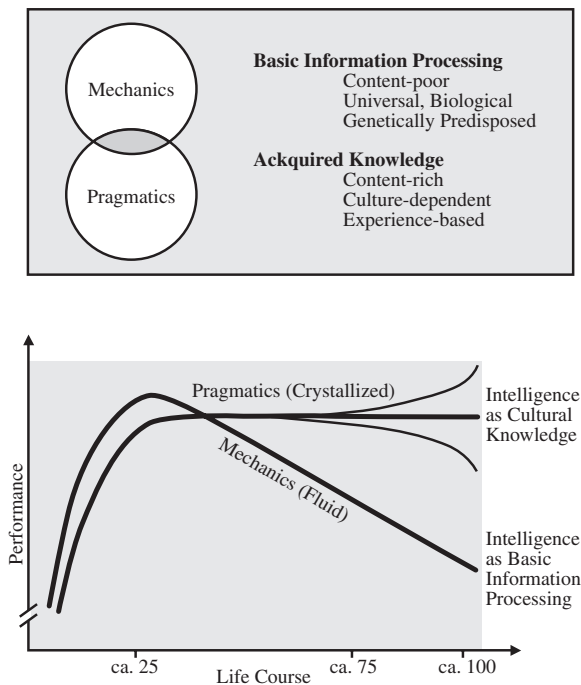 Mechanics
Pragmatics
Basic Information Processing
Content-poor
Universal, Biological
Genetically Predisposed
Ackquired Knowledge
Content-rich
Culture-dependent
Experience-based
Performance
Pragmatics (Crystallized)
Mechanics (Fluid)
Intelligence
as Cultural
Knowledge
Intelligence
as Basic
Information
Processing
ca. 25
ca. 75
ca. 100
Life Course